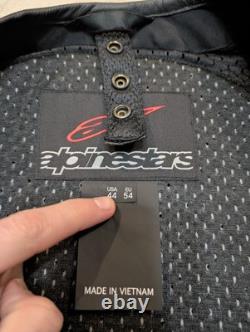 alpinestars
USA EU
44 54
MADE IN VIETNAM